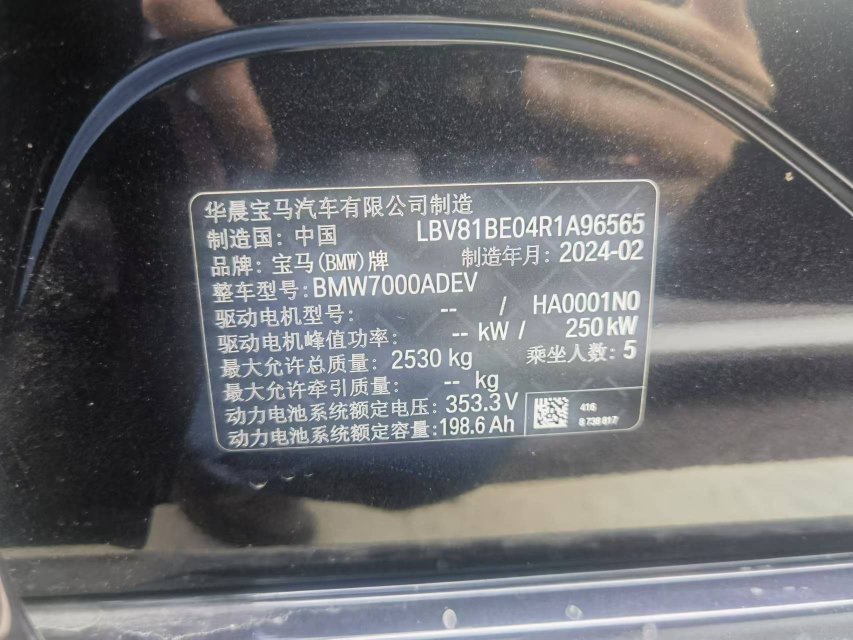 华晨宝马汽车有限公司制造
制造国: 中国 LBV81BE04R1A96565
品牌: 宝马(BMW)牌 制造年月: 2024-02
整车型号:BMW7000ADEV
驱动电机型号: -- / HA0001N0
驱动电机峰值功率: -- kW / 250 kW
最大允许总质量: 2530 kg 乘坐人数: 5
最大允许牵引质量: -- kg
动力电池系统额定电压: 353.3 V 416
动力电池系统额定容量:198.6 Ah 8 738 817